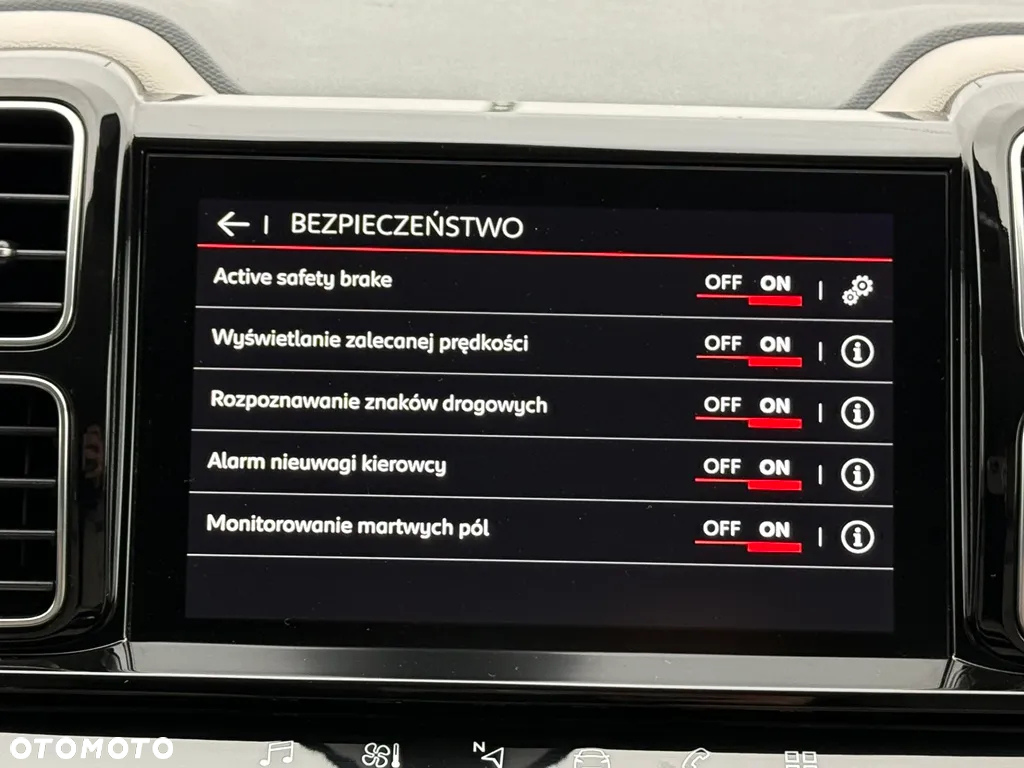 BEZPIECZEŃSTWO
Active safety brake OFF ON
Wyświetlanie zalecanej prędkości OFF ON
Rozpoznawanie znaków drogowych OFF ON
Alarm nieuwagi kierowcy OFF ON
Monitorowanie martwych pól OFF ON
N
OTOMOTO